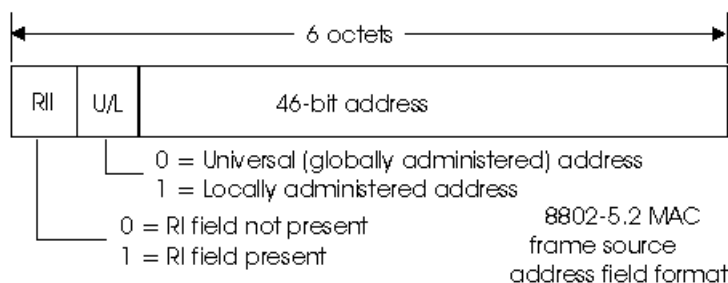 6 octets
RII U/L 46-bit address
0 = Universal (globally administered) address
1 = Locally administered address
0 = RI field not present
1 = RI field present
8802-5.2 MAC
frame source
address field format